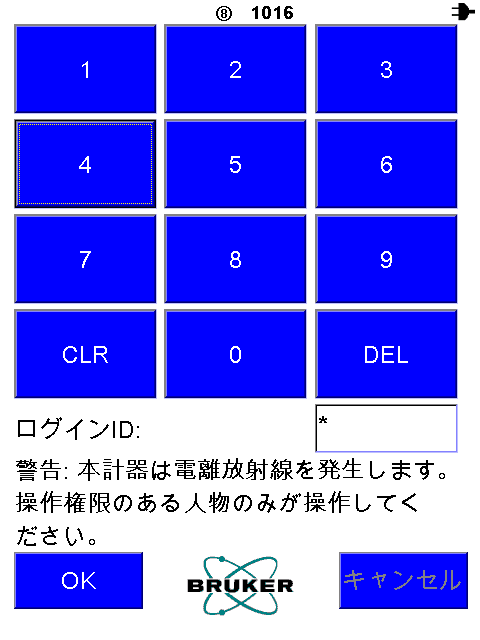 ⑧ 1016
1 2 3
4 5 6
7 8 9
CLR 0 DEL
ログインID: *
警告: 本計器は電離放射線を発生します。
操作権限のある人物のみが操作してく
ださい。
OK BRUKER キャンセル